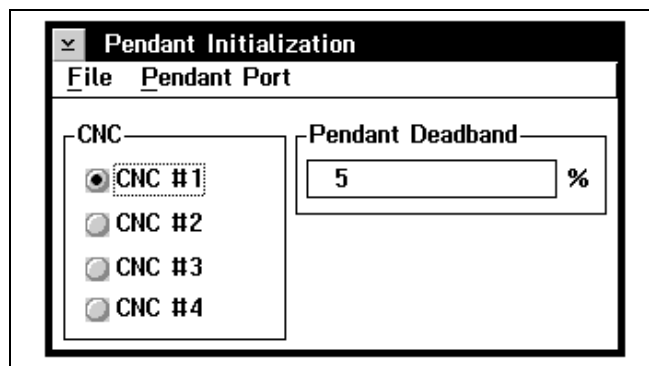 Pendant Initialization
File Pendant Port
CNC
CNC #1
CNC #2
CNC #3
CNC #4
Pendant Deadband
5 %